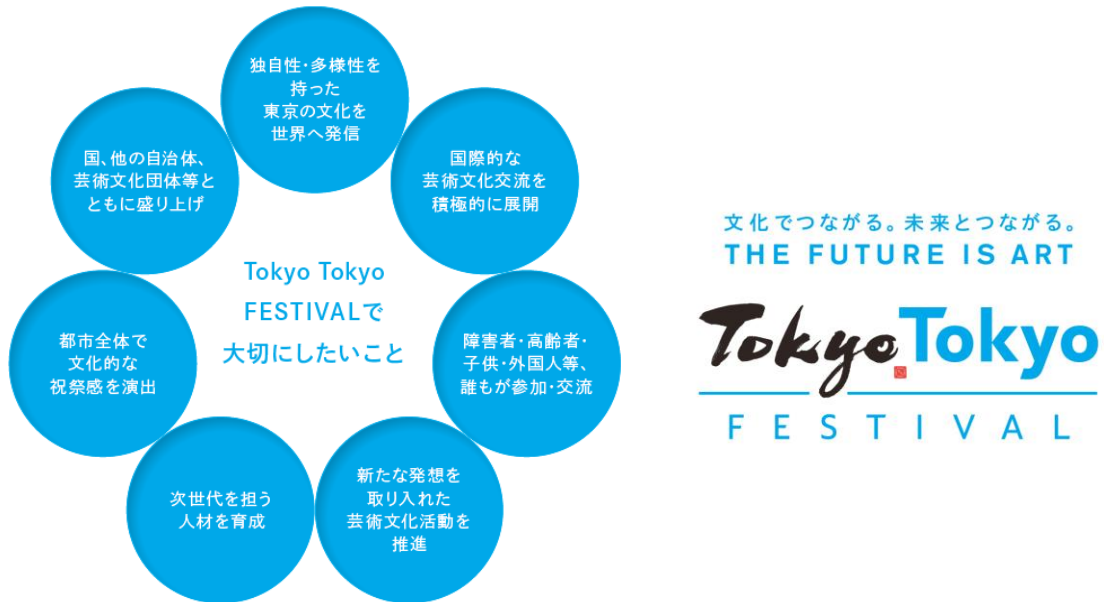 独自性・多様性を
持った
東京の文化を
世界へ発信
国際的な
芸術文化交流を
積極的に展開
障害者・高齢者・
子供・外国人等、
誰もが参加・交流
新たな発想を
取り入れた
芸術文化活動を
推進
次世代を担う
人材を育成
都市全体で
文化的な
祝祭感を演出
国、他の自治体、
芸術文化団体等と
ともに盛り上げ
Tokyo Tokyo
FESTIVALで
大切にしたいこと
文化でつながる。未来とつながる。
THE FUTURE IS ART
Tokyo Tokyo
FESTIVAL